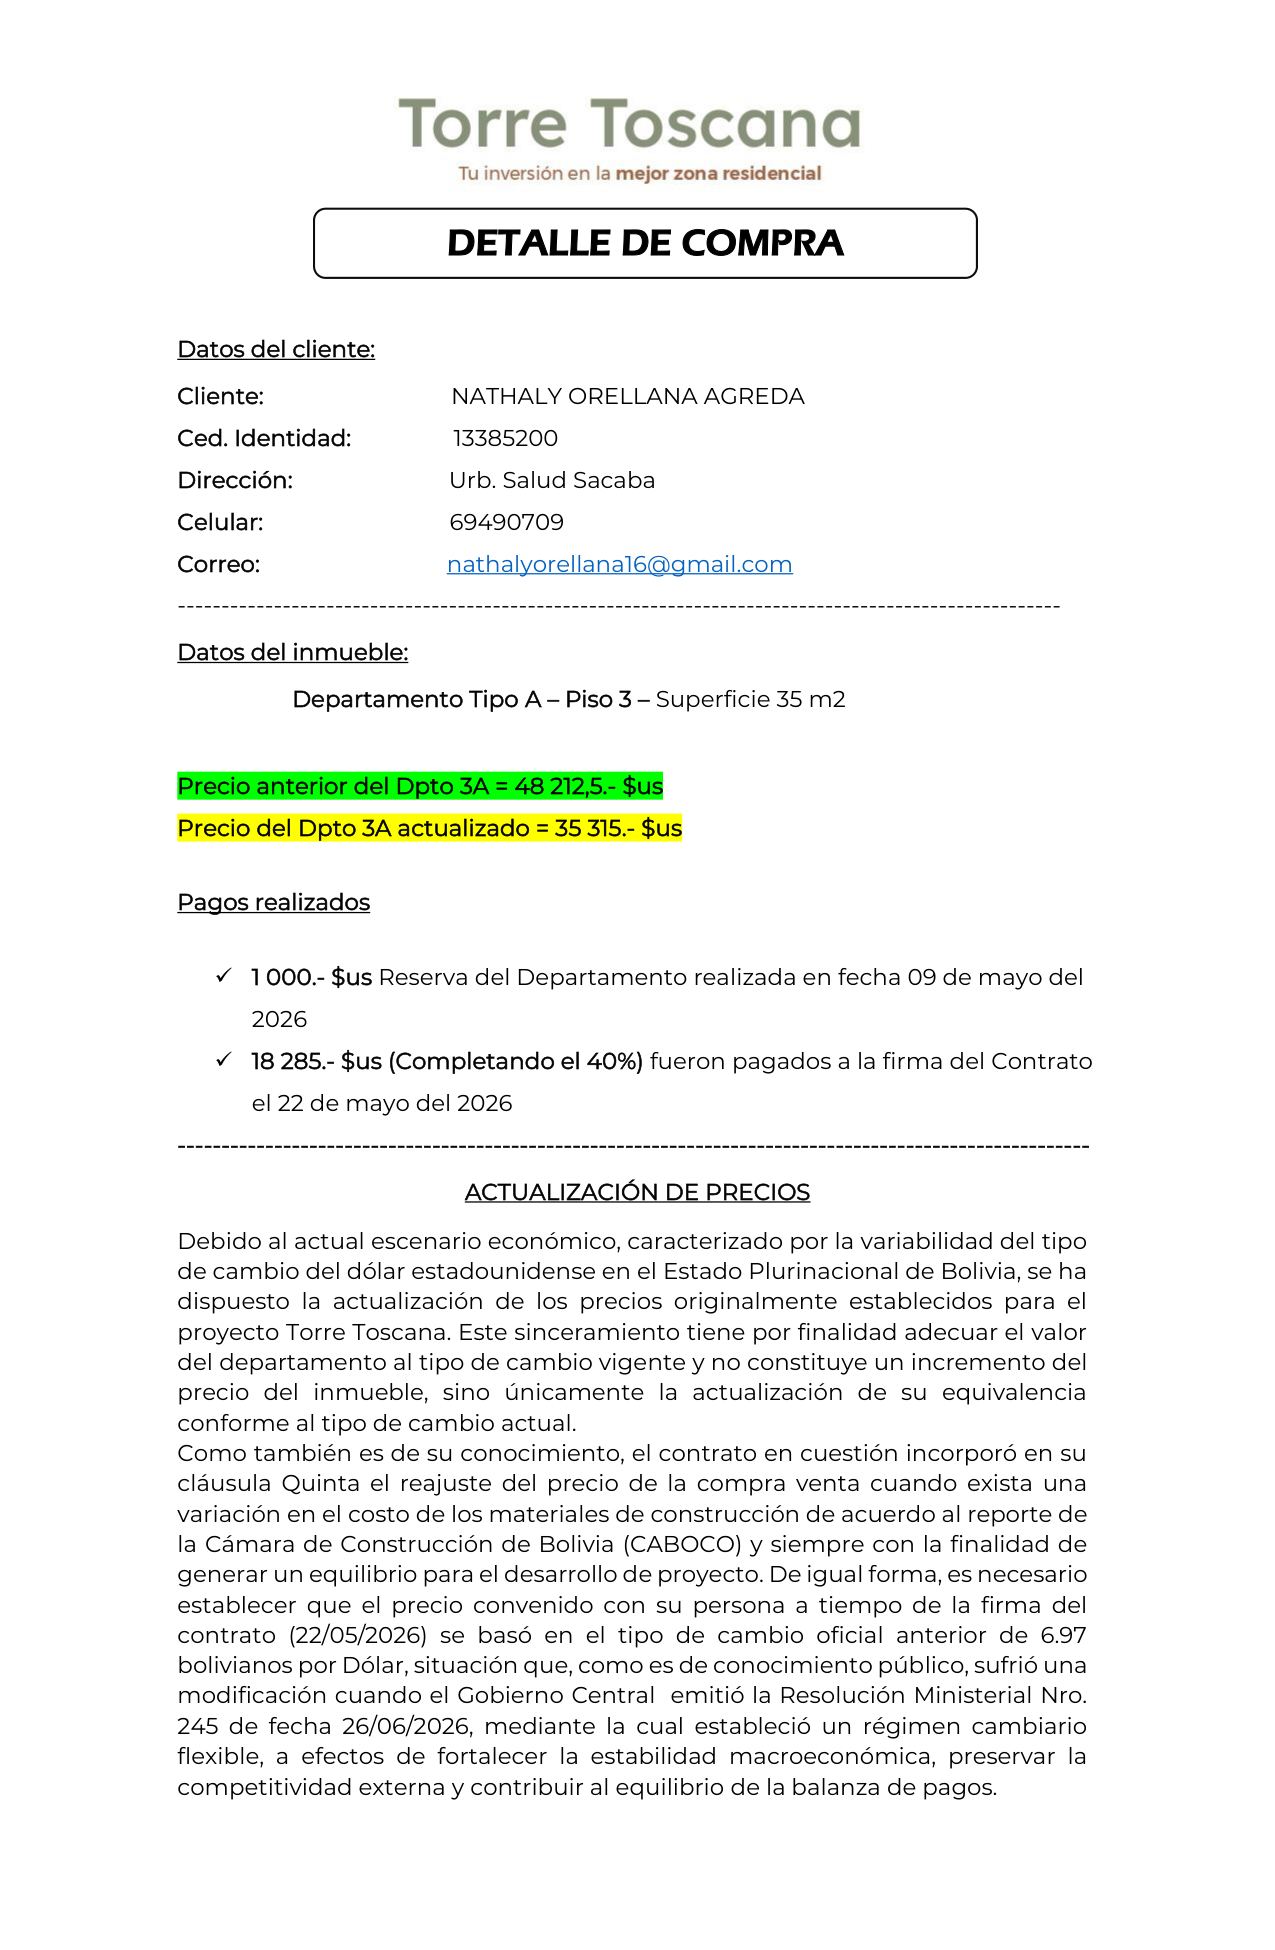 Torre Toscana
Tu inversión en la mejor zona residencial
DETALLE DE COMPRA
Datos del cliente:
Cliente: NATHALY ORELLANA AGREDA
Ced. Identidad: 13385200
Dirección: Urb. Salud Sacaba
Celular: 69490709
Correo: nathalyorellana16@gmail.com
-----------------------------------------------------------------------------------------------------
Datos del inmueble:
Departamento Tipo A – Piso 3 – Superficie 35 m2
Precio anterior del Dpto 3A = 48 212,5.- $us
Precio del Dpto 3A actualizado = 35 315.- $us
Pagos realizados
✓ 1 000.- $us Reserva del Departamento realizada en fecha 09 de mayo del
2026
✓ 18 285.- $us (Completando el 40%) fueron pagados a la firma del Contrato
el 22 de mayo del 2026
-----------------------------------------------------------------------------------------------------
ACTUALIZACIÓN DE PRECIOS
Debido al actual escenario económico, caracterizado por la variabilidad del tipo
de cambio del dólar estadounidense en el Estado Plurinacional de Bolivia, se ha
dispuesto la actualización de los precios originalmente establecidos para el
proyecto Torre Toscana. Este sinceramiento tiene por finalidad adecuar el valor
del departamento al tipo de cambio vigente y no constituye un incremento del
precio del inmueble, sino únicamente la actualización de su equivalencia
conforme al tipo de cambio actual.
Como también es de su conocimiento, el contrato en cuestión incorporó en su
cláusula Quinta el reajuste del precio de la compra venta cuando exista una
variación en el costo de los materiales de construcción de acuerdo al reporte de
la Cámara de Construcción de Bolivia (CABOCO) y siempre con la finalidad de
generar un equilibrio para el desarrollo de proyecto. De igual forma, es necesario
establecer que el precio convenido con su persona a tiempo de la firma del
contrato (22/05/2026) se basó en el tipo de cambio oficial anterior de 6.97
bolivianos por Dólar, situación que, como es de conocimiento público, sufrió una
modificación cuando el Gobierno Central emitió la Resolución Ministerial Nro.
245 de fecha 26/06/2026, mediante la cual estableció un régimen cambiario
flexible, a efectos de fortalecer la estabilidad macroeconómica, preservar la
competitividad externa y contribuir al equilibrio de la balanza de pagos.